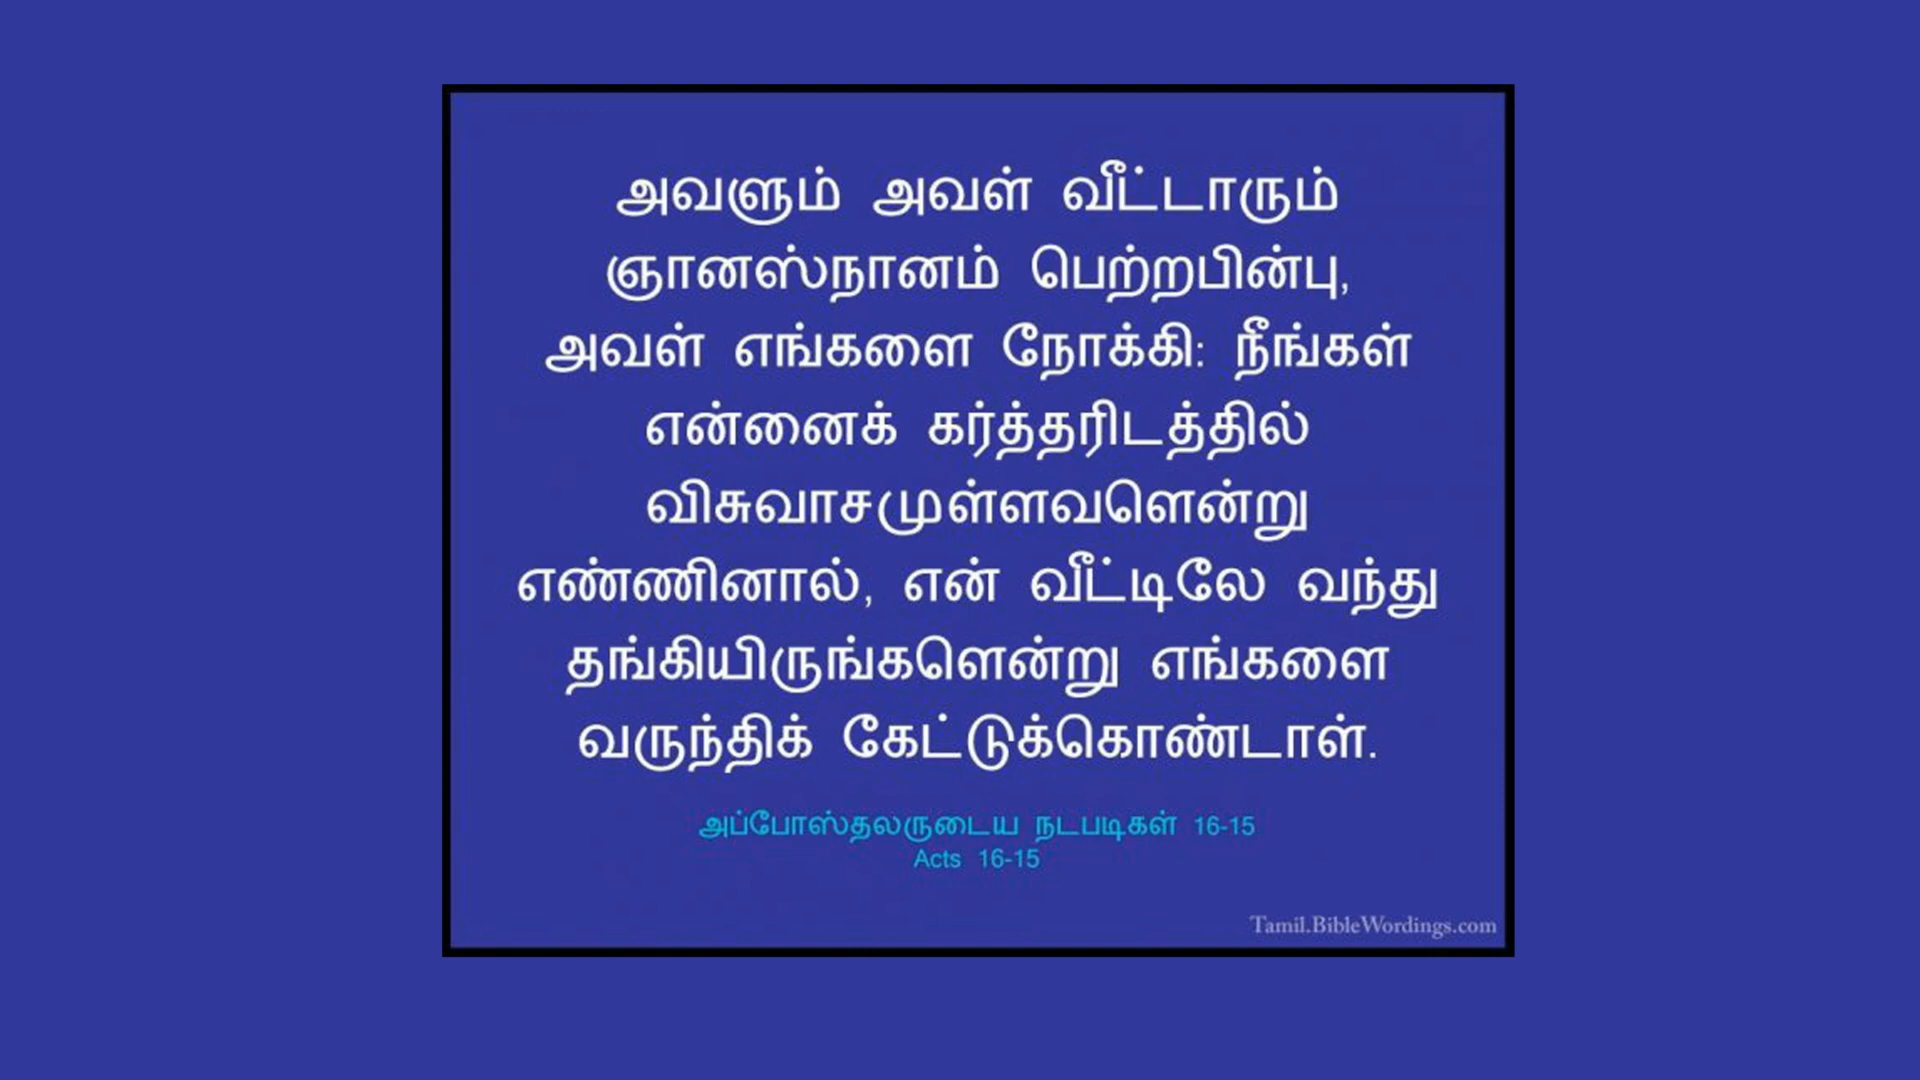 அவளும் அவள் வீட்டாரும்
ஞானஸ்நானம் பெற்றபின்பு,
அவள் எங்களை நோக்கி: நீங்கள்
என்னைக் கர்த்தரிடத்தில்
விசுவாசமுள்ளவளென்று
எண்ணினால், என் வீட்டிலே வந்து
தங்கியிருங்களென்று எங்களை
வருந்திக் கேட்டுக்கொண்டாள்.
அப்போஸ்தலருடைய நடபடிகள் 16-15
Acts 16-15
Tamil.BibleWordings.com